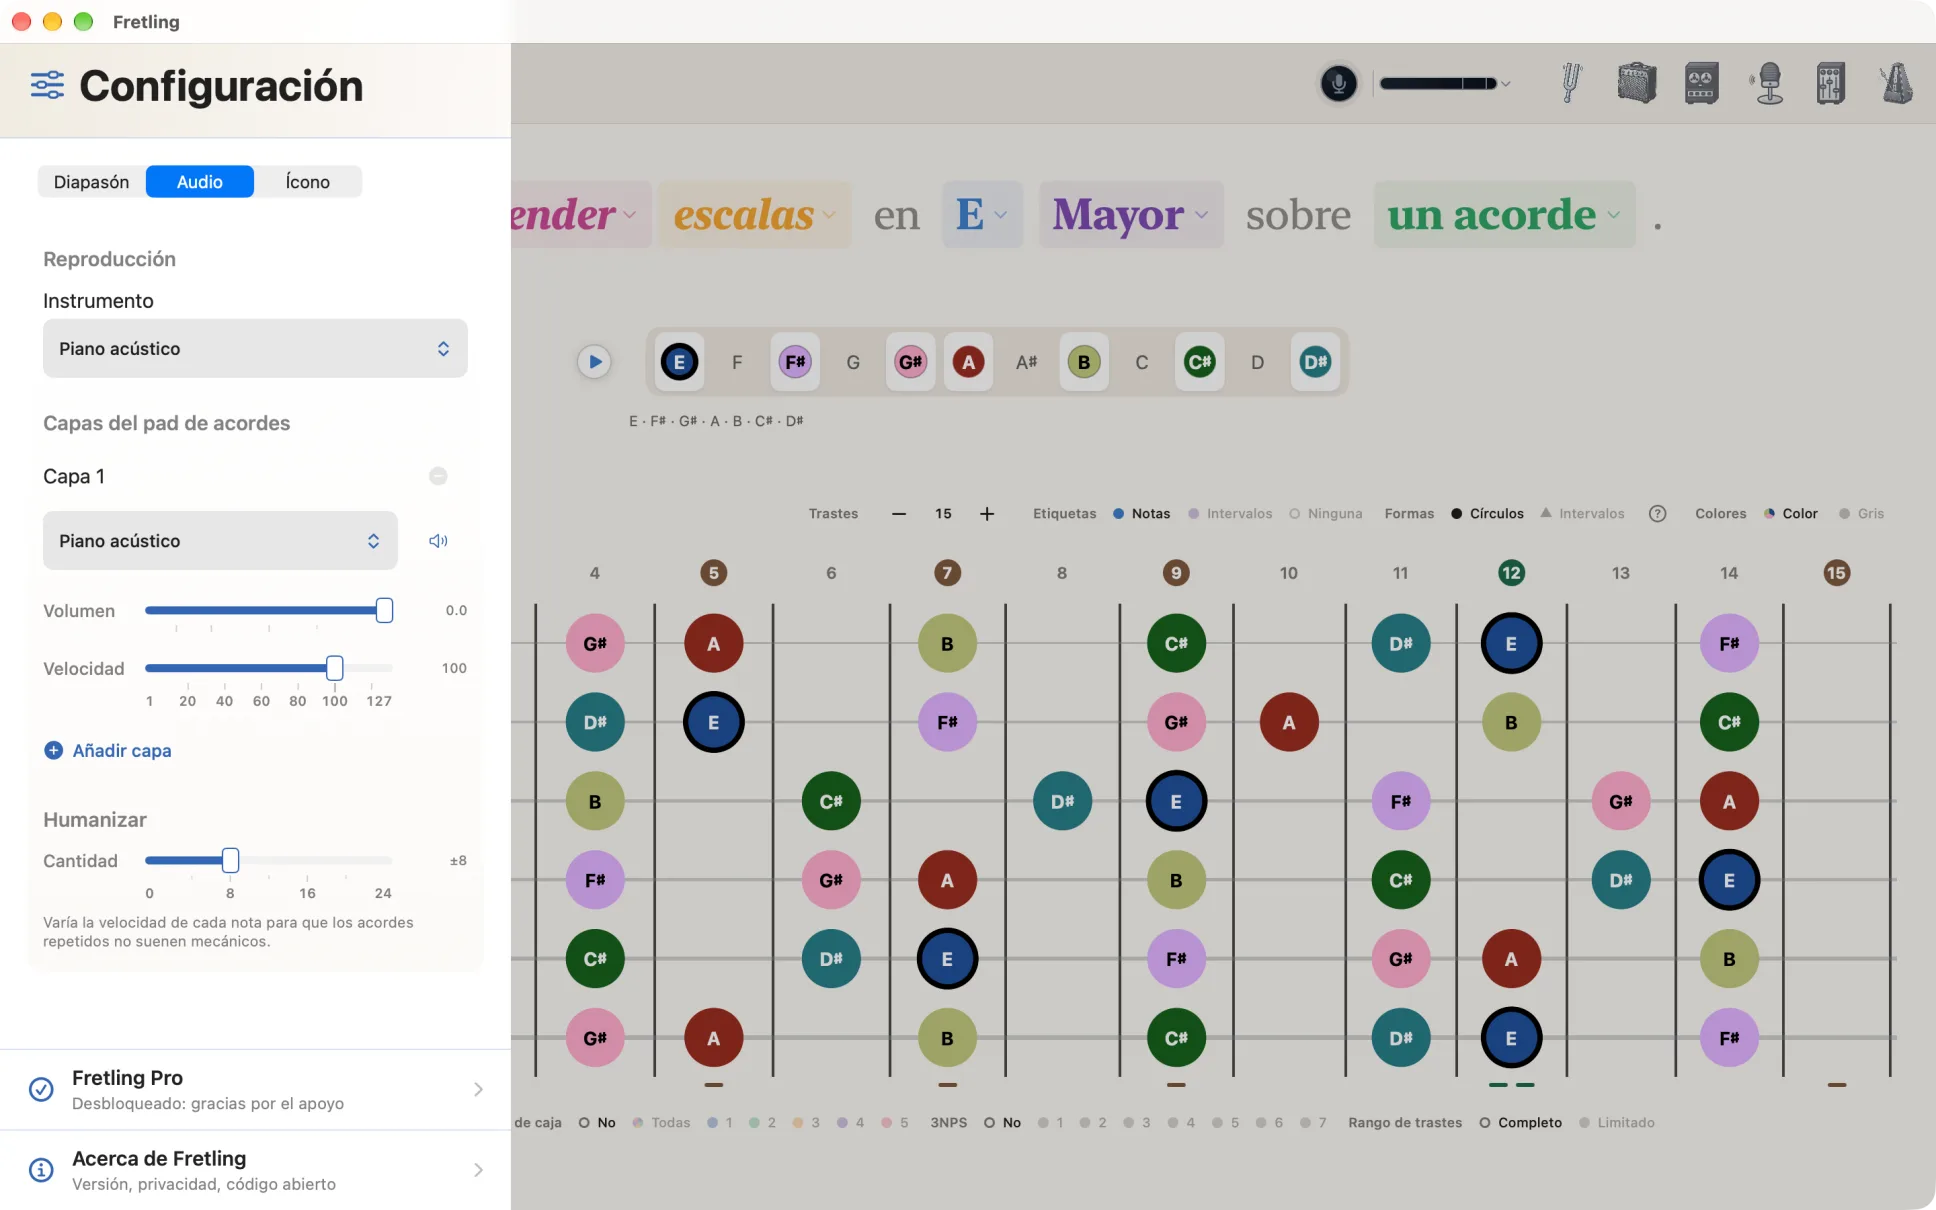 Fretling
Configuración
Diapasón Audio Ícono
Reproducción
Instrumento
Piano acústico
Capas del pad de acordes
Capa 1
Piano acústico
Volumen 0.0
Velocidad 100
1 20 40 60 80 100 127
Añadir capa
Humanizar
Cantidad ±8
0 8 16 24
Varía la velocidad de cada nota para que los acordes
repetidos no suenen mecánicos.
Fretling Pro
Desbloqueado: gracias por el apoyo
Acerca de Fretling
Versión, privacidad, código abierto
ender escalas en E Mayor sobre un acorde .
E F F# G G# A A# B C C# D D#
E · F# · G# · A · B · C# · D#
Trastes − 15 + Etiquetas Notas Intervalos Ninguna Formas Círculos Intervalos ? Colores Color Gris
4 5 6 7 8 9 10 11 12 13 14 15
G# A B C# D# E F#
D# E F# G# A B C#
B C# D# E F# G# A
F# G# A B C# D# E
C# D# E F# G# A B
G# A B C# D# E F#
de caja No Todas 1 2 3 4 5 3NPS No 1 2 3 4 5 6 7 Rango de trastes Completo Limitado